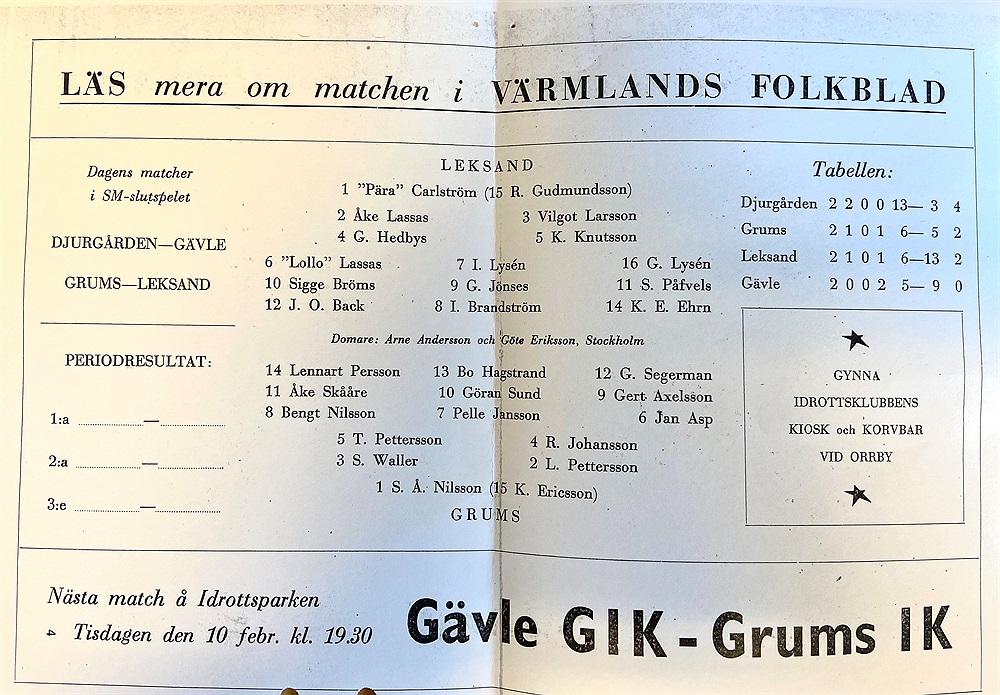 LÄS mera om matchen i VÄRMLANDS FOLKBLAD
Dagens matcher
i SM-slutspelet
DJURGÅRDEN—GÄVLE
GRUMS—LEKSAND
PERIODRESULTAT:
1:a ............—............
2:a ............—............
3:e ............—............
LEKSAND
1 "Pära" Carlström (15 R. Gudmundsson)
2 Åke Lassas 3 Vilgot Larsson
4 G. Hedbys 5 K. Knutsson
6 "Lollo" Lassas 7 I. Lysén 16 G. Lysén
10 Sigge Bröms 9 G. Jönses 11 S. Påfvels
12 J. O. Back 8 I. Brandström 14 K. E. Ehrn
Domare: Arne Andersson och Göte Eriksson, Stockholm
14 Lennart Persson 13 Bo Hagstrand 12 G. Segerman
11 Åke Skååre 10 Göran Sund 9 Gert Axelsson
8 Bengt Nilsson 7 Pelle Jansson 6 Jan Asp
5 T. Pettersson 4 R. Johansson
3 S. Waller 2 L. Pettersson
1 S. Å. Nilsson (15 K. Ericsson)
GRUMS
Tabellen:
Djurgården 2 2 0 0 13— 3 4
Grums 2 1 0 1 6— 5 2
Leksand 2 1 0 1 6—13 2
Gävle 2 0 0 2 5— 9 0
GYNNA
IDROTTSKLUBBENS
KIOSK och KORVBAR
VID ORRBY
Nästa match å Idrottsparken
Tisdagen den 10 febr. kl. 19.30
Gävle GIK - Grums IK